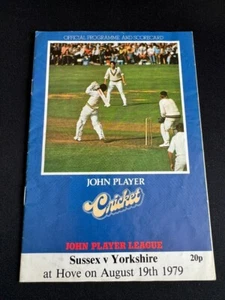 OFFICIAL PROGRAMME AND SCORECARD
JOHN PLAYER
Cricket
JOHN PLAYER LEAGUE
Sussex v Yorkshire 20p
at Hove on August 19th 1979